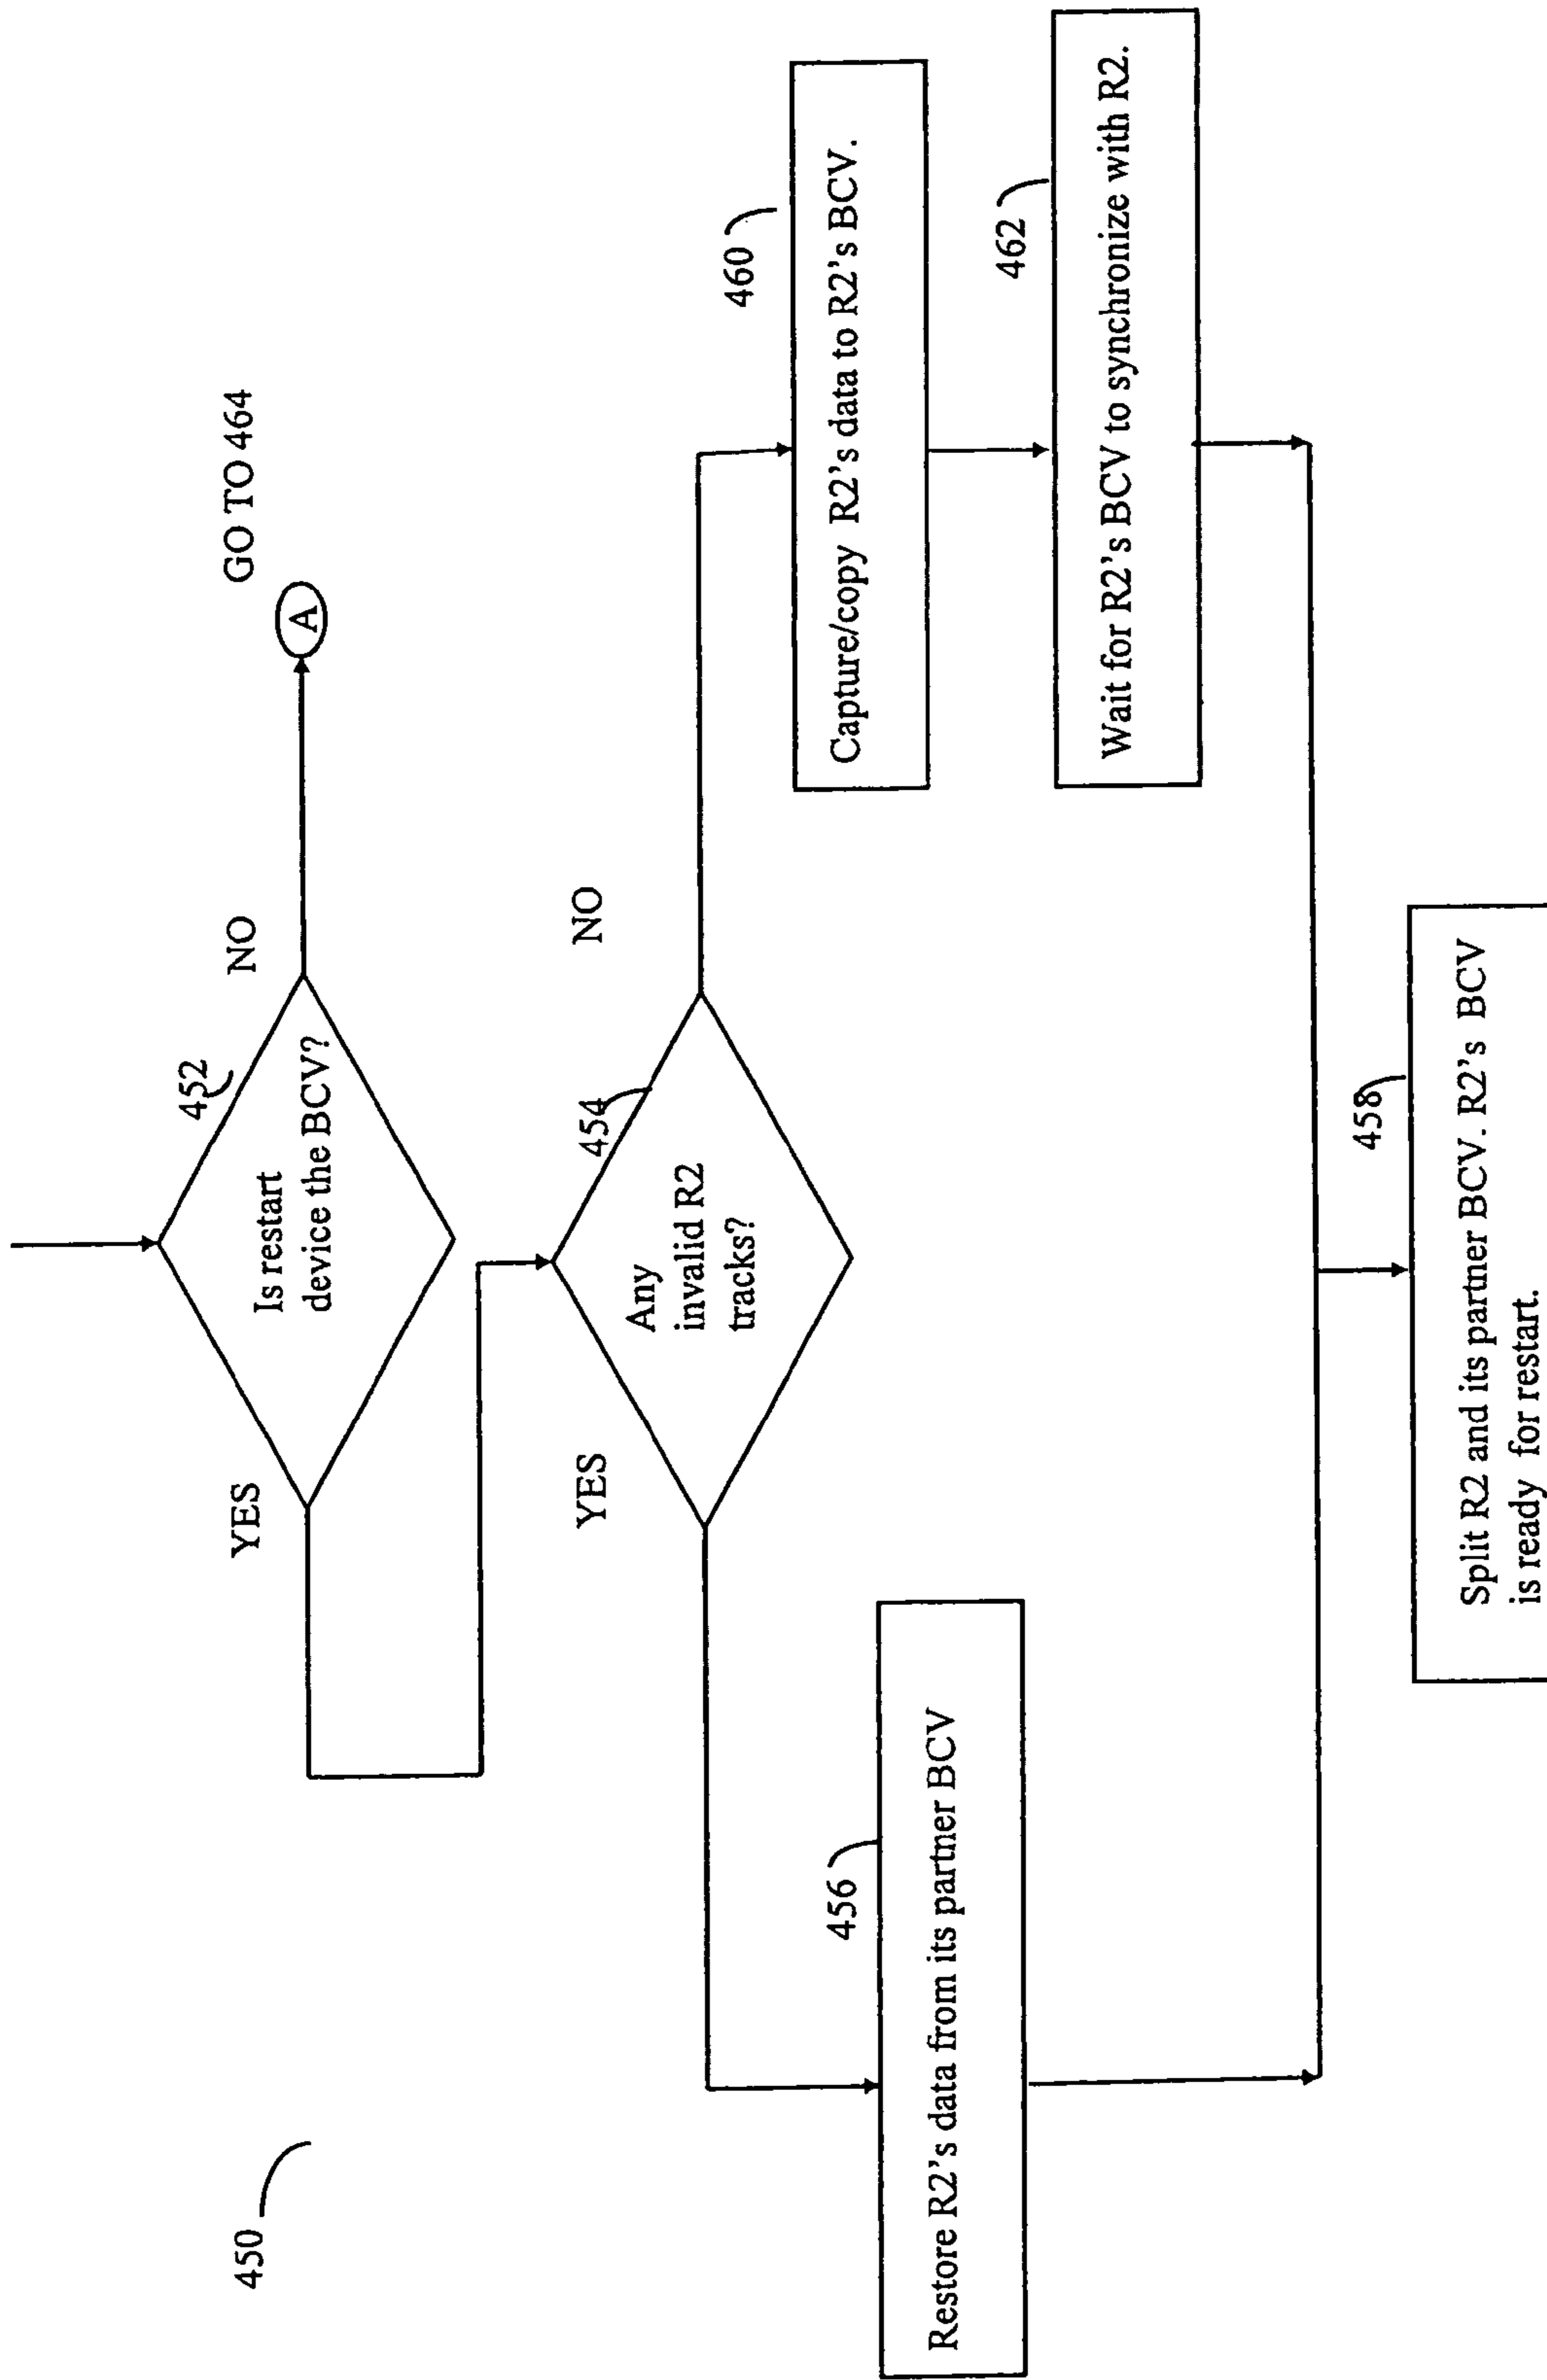 450
452
Is restart
device the BCV?
YES
NO
GO TO 464
A
454
Any
invalid R2
tracks?
YES
NO
456
Restore R2's data from its partner BCV
460
Capture/copy R2's data to R2's BCV.
462
Wait for R2's BCV to synchronize with R2.
458
Split R2 and its partner BCV. R2's BCV
is ready for restart.